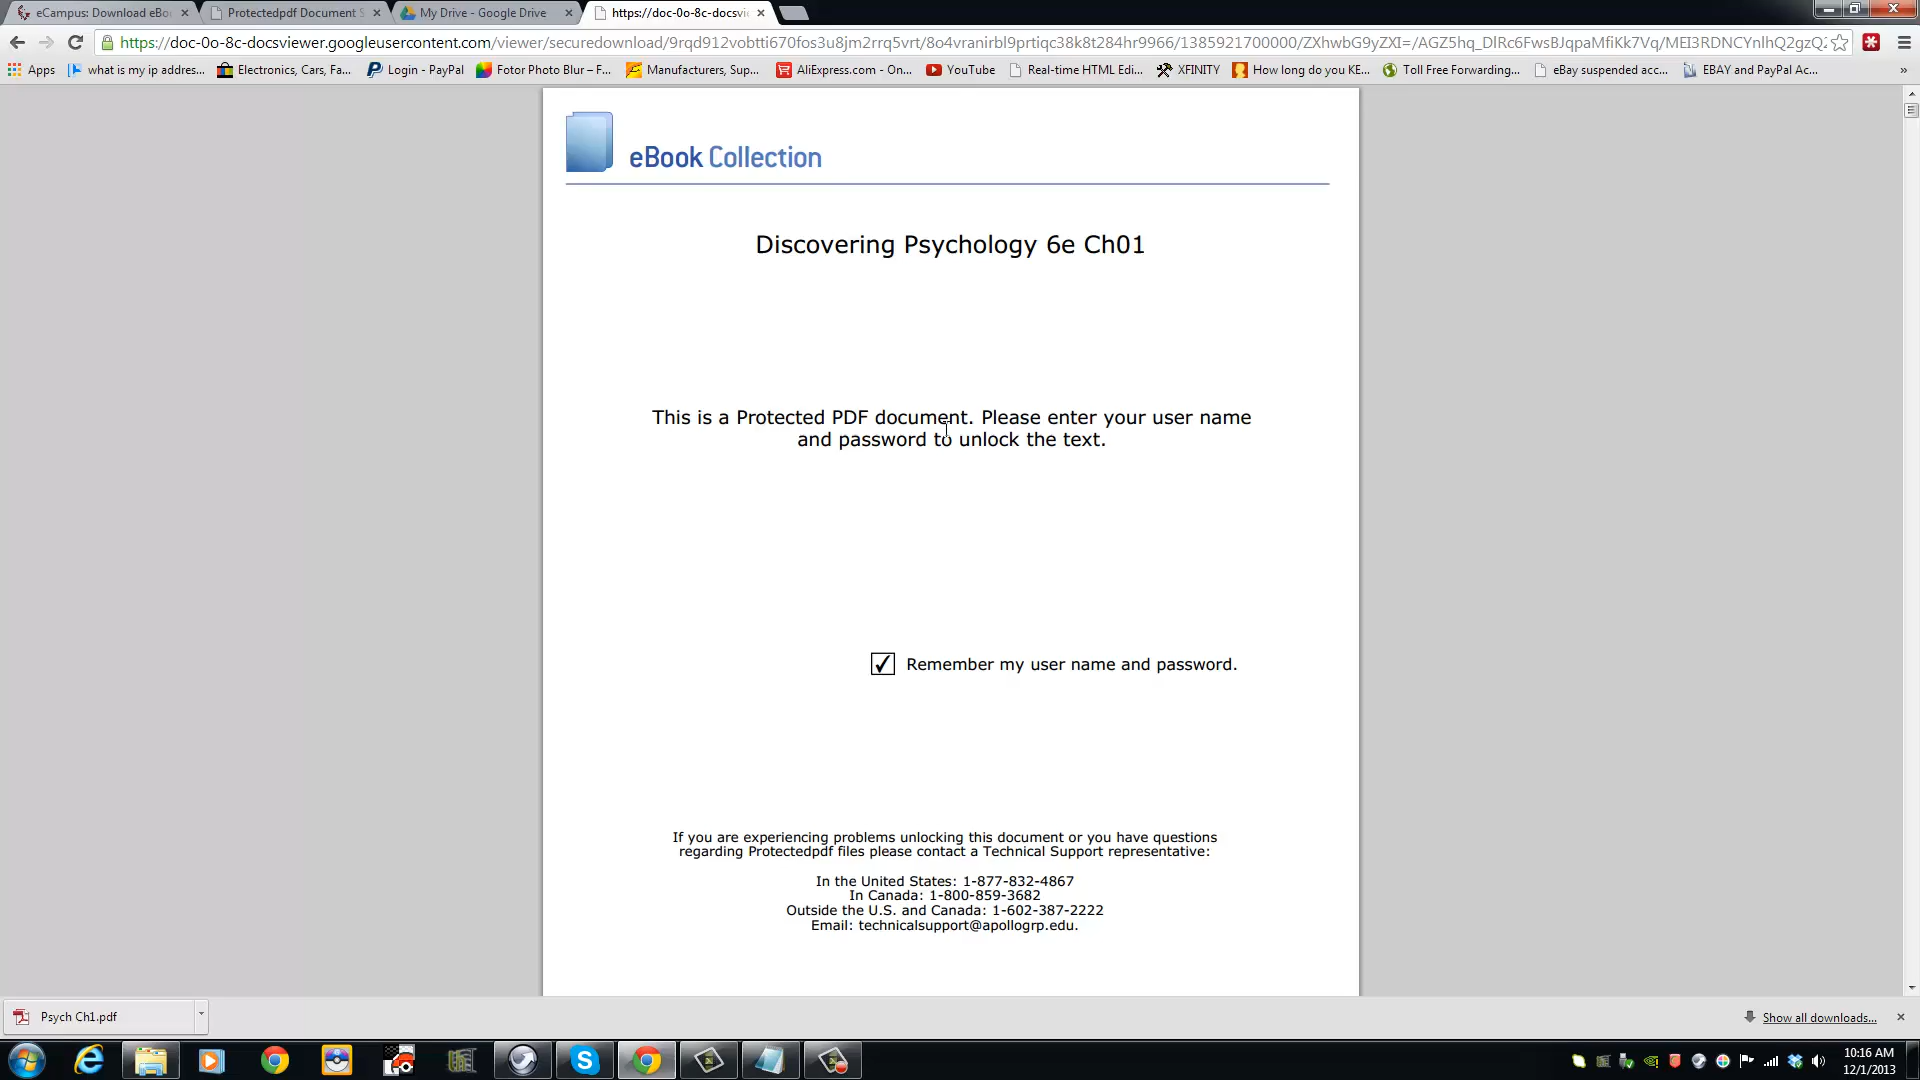 eCampus: Download eBo
Protectedpdf Document S
My Drive - Google Drive
https://doc-0o-8c-docsvi
https://doc-0o-8c-docsviewer.googleusercontent.com/viewer/securedownload/
Apps
what is my ip addres...
Electronics, Cars, Fa...
Login - PayPal
Fotor Photo Blur – F...
Manufacturers, Sup...
AliExpress.com - On...
YouTube
Real-time HTML Edi...
XFINITY
How long do you KE...
Toll Free Forwarding...
eBay suspended acc...
EBAY and PayPal Ac...
»
eBook Collection
Discovering Psychology 6e Ch01
This is a Protected PDF document. Please enter your user name
and password to unlock the text.
Remember my user name and password.
If you are experiencing problems unlocking this document or you have questions
regarding Protectedpdf files please contact a Technical Support representative:
In the United States: 1-877-832-4867
In Canada: 1-800-859-3682
Outside the U.S. and Canada: 1-602-387-2222
Email: technicalsupport@apollogrp.edu.
Psych Ch1.pdf
Show all downloads...
10:16 AM
12/1/2013